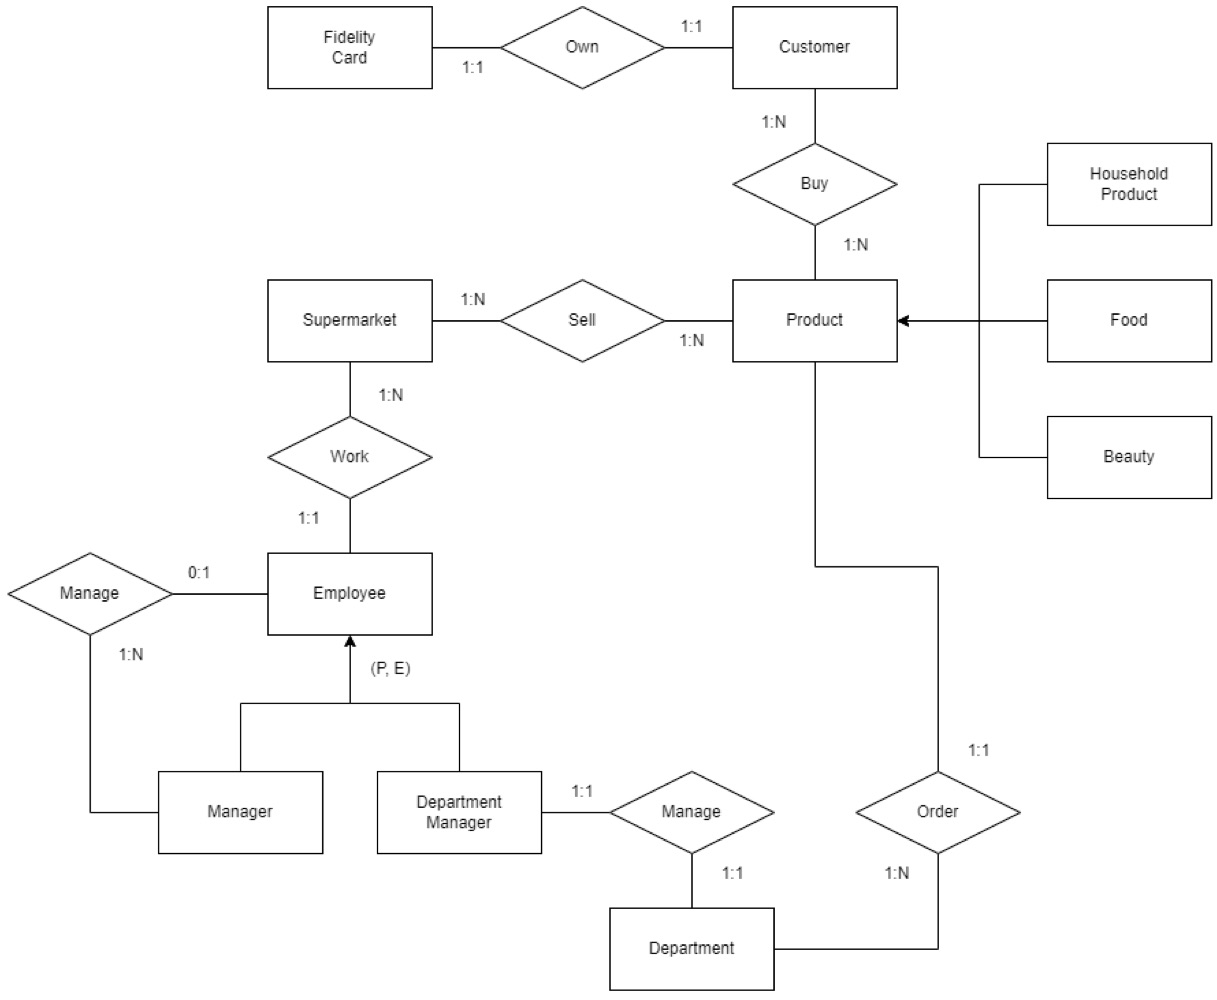 Fidelity
Card
1:1
Own
1:1
Customer
1:N
Buy
1:N
Household
Product
Supermarket
1:N
Sell
1:N
Product
Food
Beauty
1:N
Work
1:1
Manage
0:1
Employee
1:N
(P, E)
Manager
Department
Manager
1:1
Manage
1:1
Order
1:1
1:N
Department